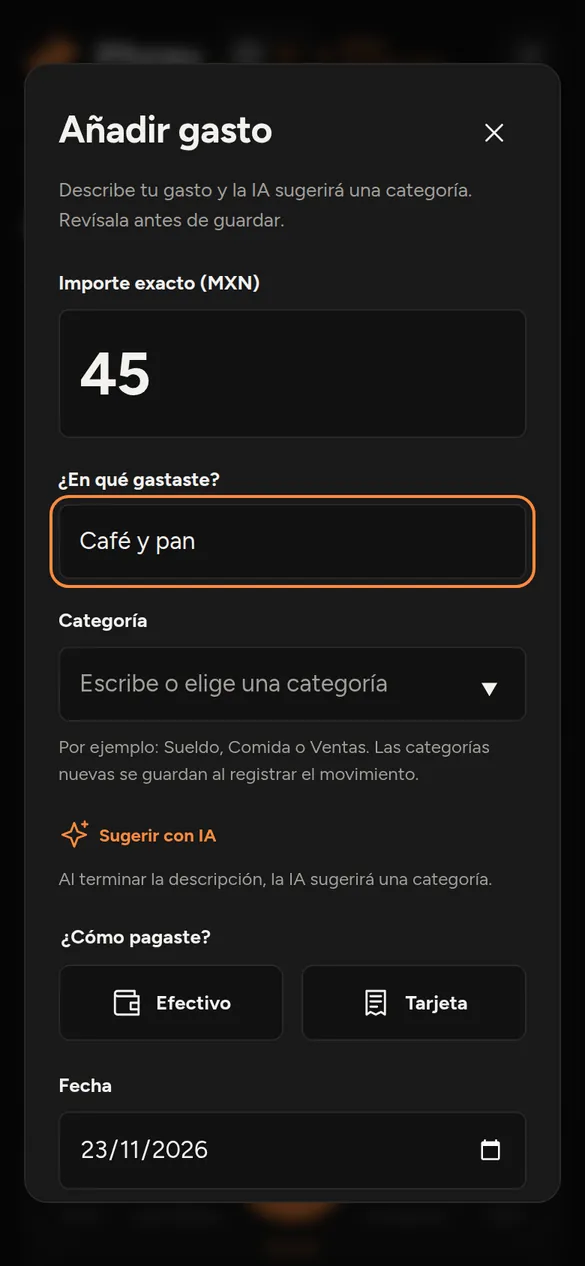 Añadir gasto
Describe tu gasto y la IA sugerirá una categoría.
Revísala antes de guardar.
Importe exacto (MXN)
45
¿En qué gastaste?
Café y pan
Categoría
Escribe o elige una categoría
Por ejemplo: Sueldo, Comida o Ventas. Las categorías
nuevas se guardan al registrar el movimiento.
Sugerir con IA
Al terminar la descripción, la IA sugerirá una categoría.
¿Cómo pagaste?
Efectivo
Tarjeta
Fecha
23/11/2026